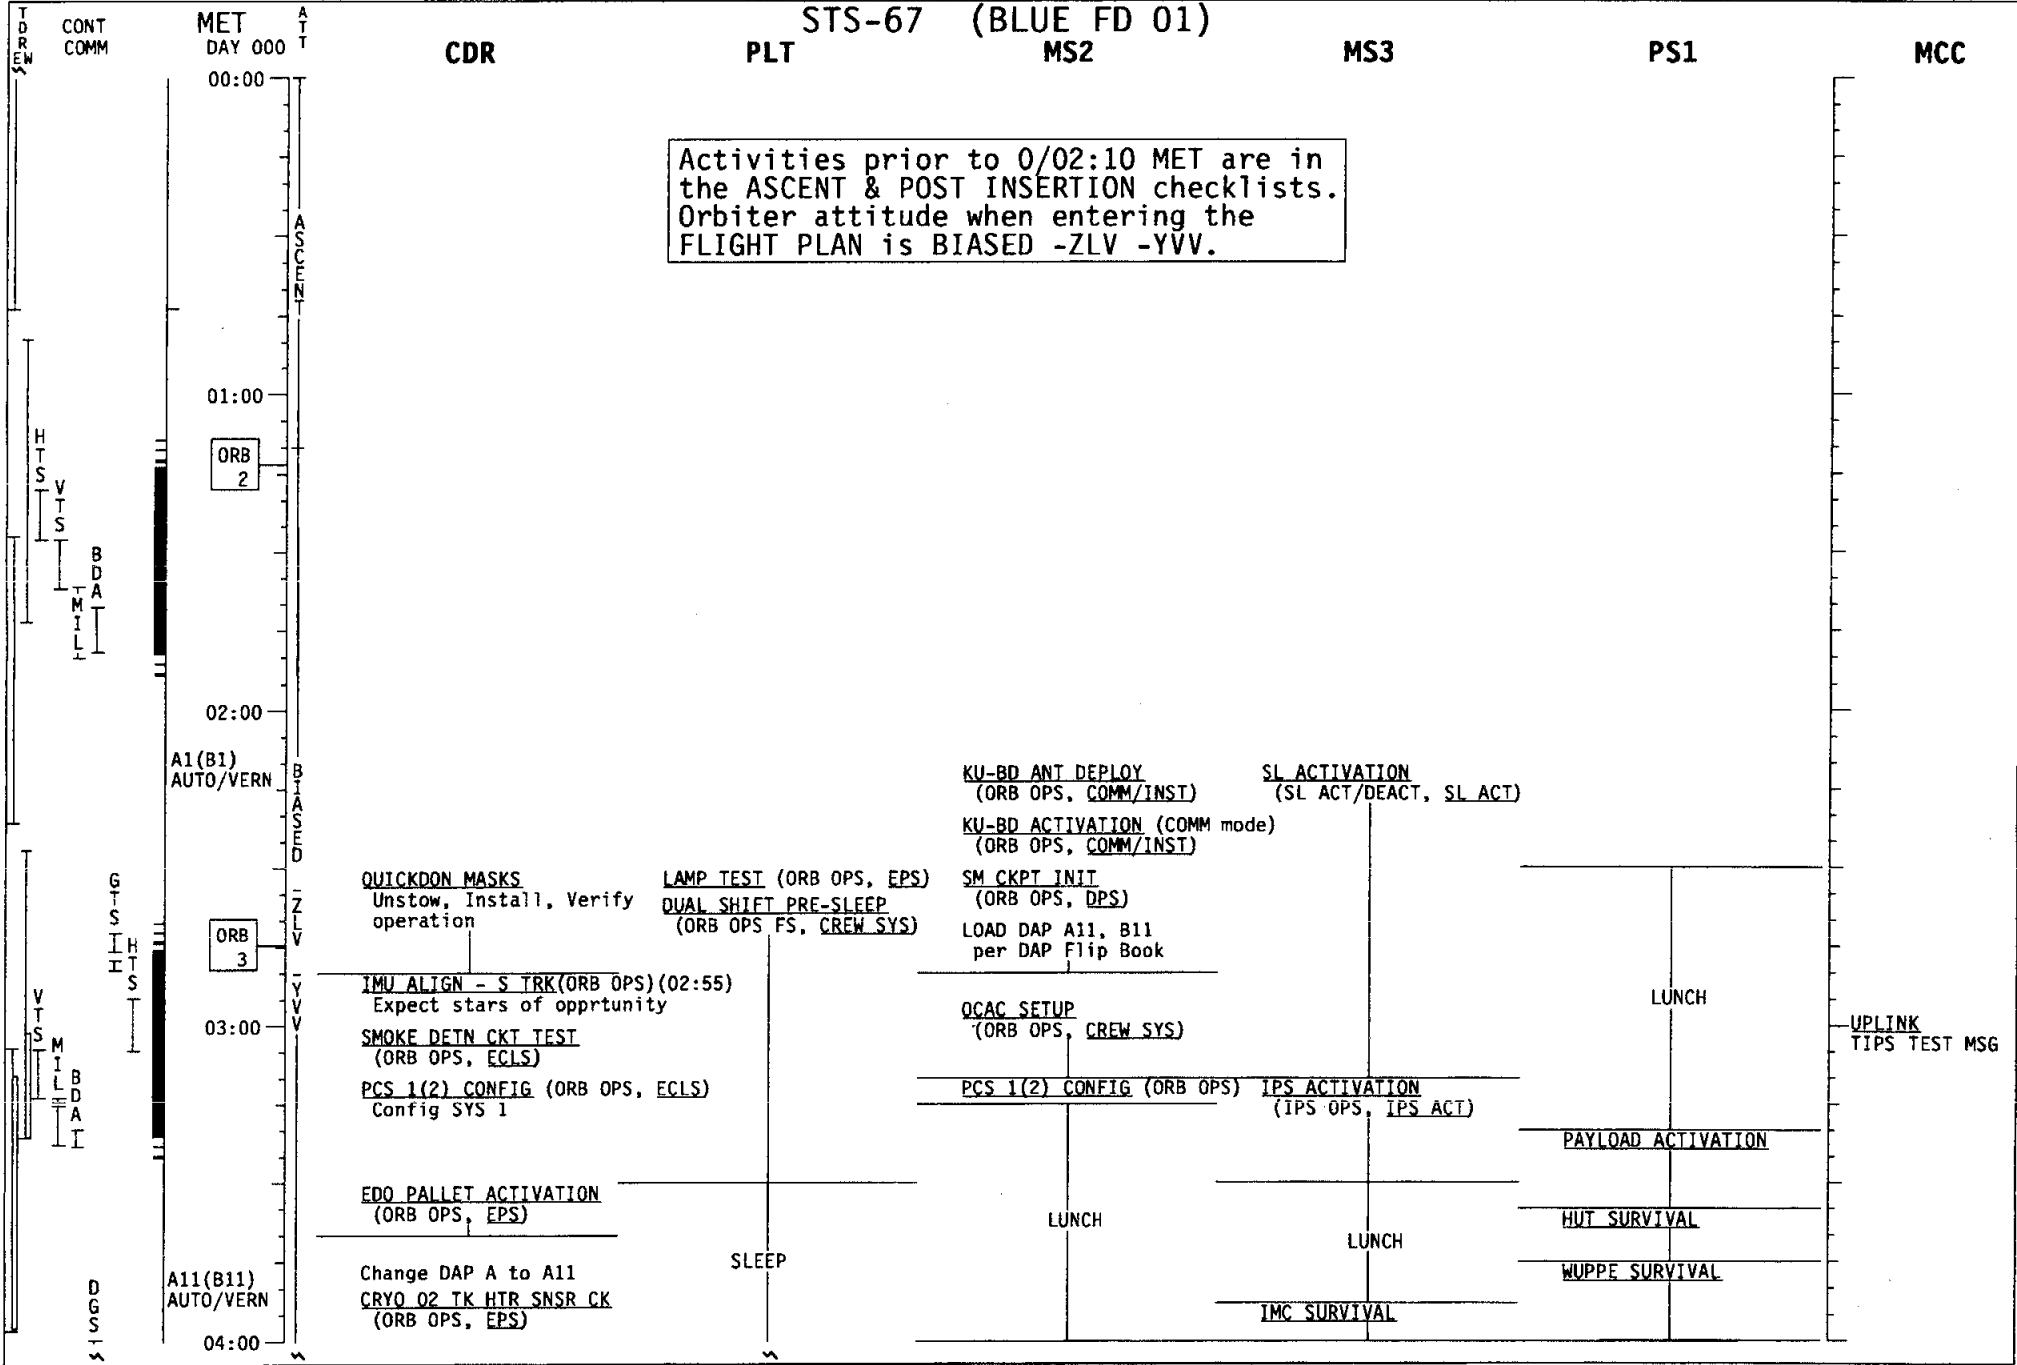 STS-67 (BLUE FD 01)
TDRS
EW
CONT
COMM
MET
DAY 000
ATT
CDR
PLT
MS2
MS3
PS1
MCC
00:00
Activities prior to 0/02:10 MET are in
the ASCENT & POST INSERTION checklists.
Orbiter attitude when entering the
FLIGHT PLAN is BIASED -ZLV -YVV.
ASCENT
01:00
HTS
ORB
2
VTS
BDA
MIL
02:00
A1(B1)
AUTO/VERN
BIASED
-ZLV
-YVV
KU-BD ANT DEPLOY
(ORB OPS, COMM/INST)
SL ACTIVATION
(SL ACT/DEACT, SL ACT)
KU-BD ACTIVATION (COMM mode)
(ORB OPS, COMM/INST)
GTS
QUICKDON MASKS
Unstow, Install, Verify
operation
LAMP TEST (ORB OPS, EPS)
DUAL SHIFT PRE-SLEEP
(ORB OPS FS, CREW SYS)
SM CKPT INIT
(ORB OPS, DPS)
LOAD DAP A11, B11
per DAP Flip Book
ORB
3
HTS
IMU ALIGN - S TRK(ORB OPS)(02:55)
Expect stars of opprtunity
LUNCH
VTS
03:00
OCAC SETUP
(ORB OPS, CREW SYS)
UPLINK
TIPS TEST MSG
SMOKE DETN CKT TEST
(ORB OPS, ECLS)
MIL
BDA
PCS 1(2) CONFIG (ORB OPS, ECLS)
Config SYS 1
PCS 1(2) CONFIG (ORB OPS)
IPS ACTIVATION
(IPS OPS, IPS ACT)
PAYLOAD ACTIVATION
EDO PALLET ACTIVATION
(ORB OPS, EPS)
LUNCH
HUT SURVIVAL
LUNCH
SLEEP
WUPPE SURVIVAL
DGS
A11(B11)
AUTO/VERN
Change DAP A to A11
CRYO O2 TK HTR SNSR CK
(ORB OPS, EPS)
IMC SURVIVAL
04:00